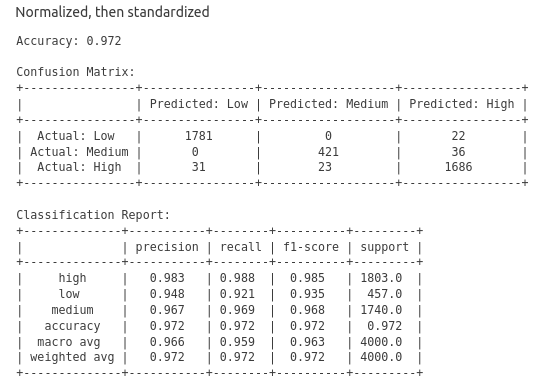 Normalized, then standardized
Accuracy: 0.972
Confusion Matrix:
+---------------+----------------+-------------------+-----------------+
|               | Predicted: Low | Predicted: Medium | Predicted: High |
+---------------+----------------+-------------------+-----------------+
|  Actual: Low  |      1781      |         0         |       22        |
| Actual: Medium |       0        |        421        |       36        |
|  Actual: High |       31       |         23        |      1686       |
+---------------+----------------+-------------------+-----------------+
Classification Report:
+--------------+-----------+--------+----------+---------+
|              | precision | recall | f1-score | support |
+--------------+-----------+--------+----------+---------+
|     high     |   0.983   | 0.988  |  0.985   | 1803.0  |
|     low      |   0.948   | 0.921  |  0.935   |  457.0  |
|    medium    |   0.967   | 0.969  |  0.968   | 1740.0  |
|   accuracy   |   0.972   | 0.972  |  0.972   |  0.972  |
|  macro avg   |   0.966   | 0.959  |  0.963   | 4000.0  |
| weighted avg |   0.972   | 0.972  |  0.972   | 4000.0  |
+--------------+-----------+--------+----------+---------+